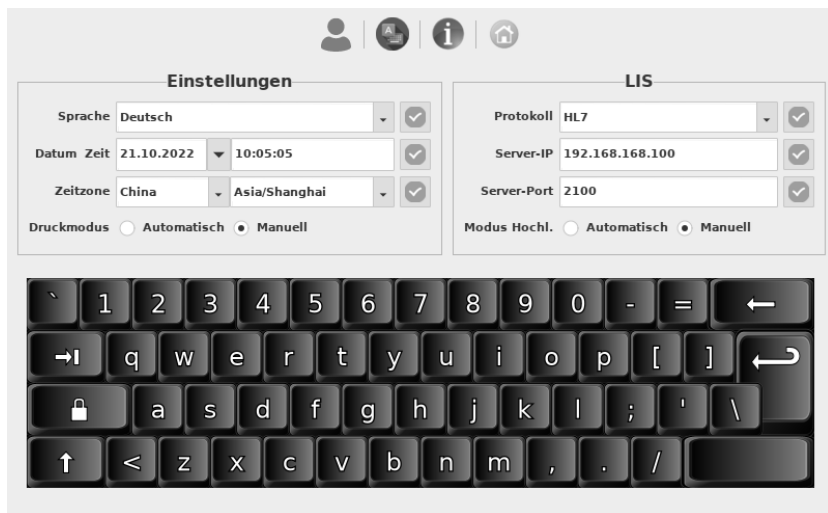 Einstellungen
Sprache Deutsch
Datum Zeit 21.10.2022 10:05:05
Zeitzone China Asia/Shanghai
Druckmodus Automatisch Manuell
LIS
Protokoll HL7
Server-IP 192.168.168.100
Server-Port 2100
Modus Hochl. Automatisch Manuell
` 1 2 3 4 5 6 7 8 9 0 - =
q w e r t y u i o p [ ]
a s d f g h j k l ; ' \
< z x c v b n m , . /